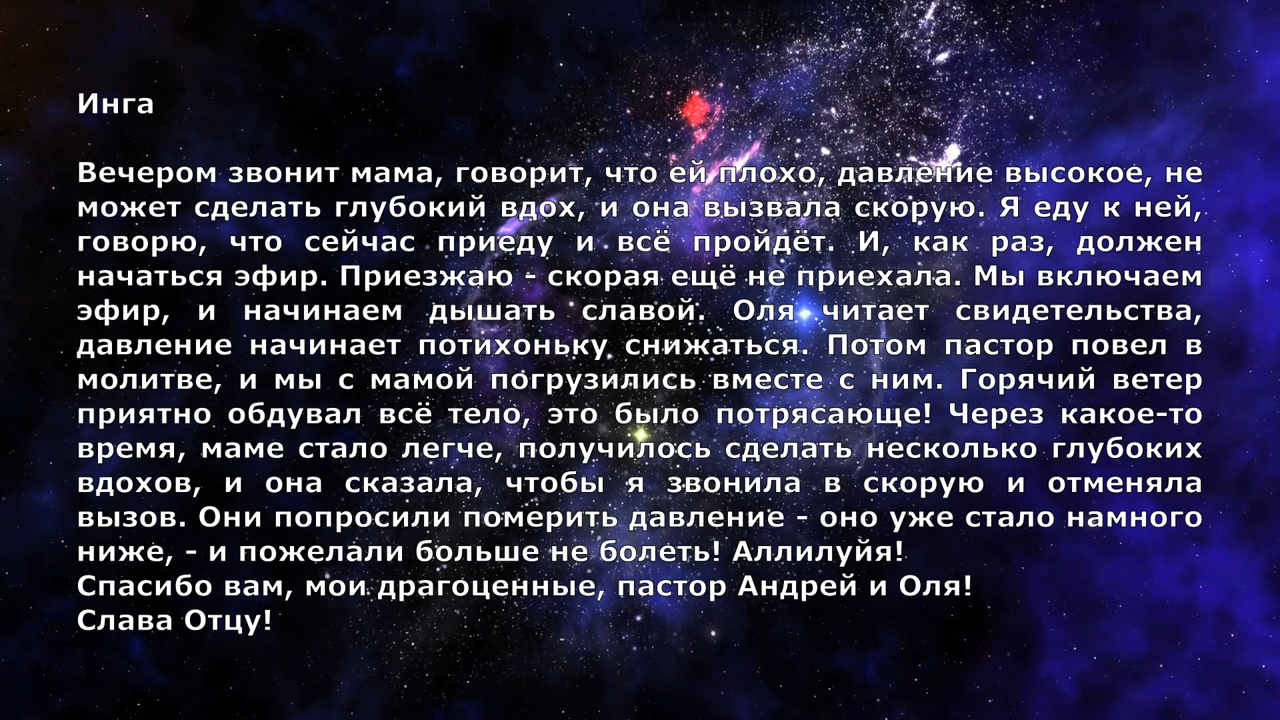 Инга
Вечером звонит мама, говорит, что ей плохо, давление высокое, не
может сделать глубокий вдох, и она вызвала скорую. Я еду к ней,
говорю, что сейчас приеду и всё пройдёт. И, как раз, должен
начаться эфир. Приезжаю - скорая ещё не приехала. Мы включаем
эфир, и начинаем дышать славой. Оля читает свидетельства,
давление начинает потихоньку снижаться. Потом пастор повел в
молитве, и мы с мамой погрузились вместе с ним. Горячий ветер
приятно обдувал всё тело, это было потрясающе! Через какое-то
время, маме стало легче, получилось сделать несколько глубоких
вдохов, и она сказала, чтобы я звонила в скорую и отменяла
вызов. Они попросили померить давление - оно уже стало намного
ниже, - и пожелали больше не болеть! Аллилуйя!
Спасибо вам, мои драгоценные, пастор Андрей и Оля!
Слава Отцу!